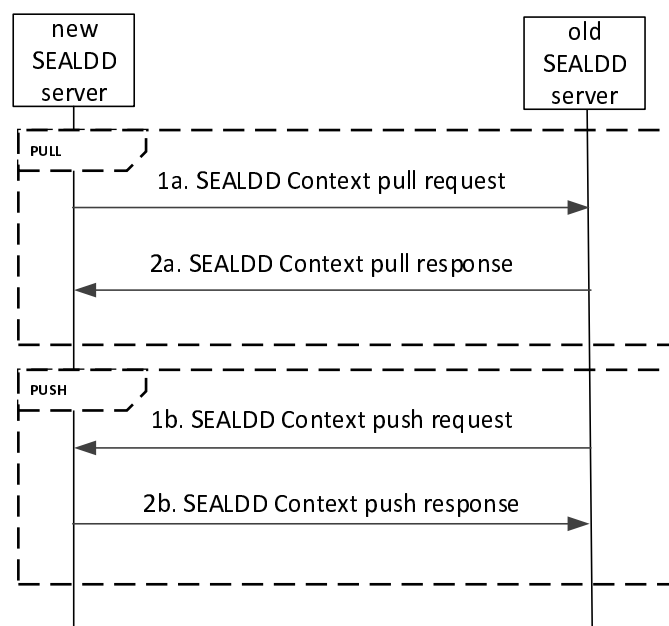 new
SEALDD
server
old
SEALDD
server
PULL
1a. SEALDD Context pull request
2a. SEALDD Context pull response
PUSH
1b. SEALDD Context push request
2b. SEALDD Context push response